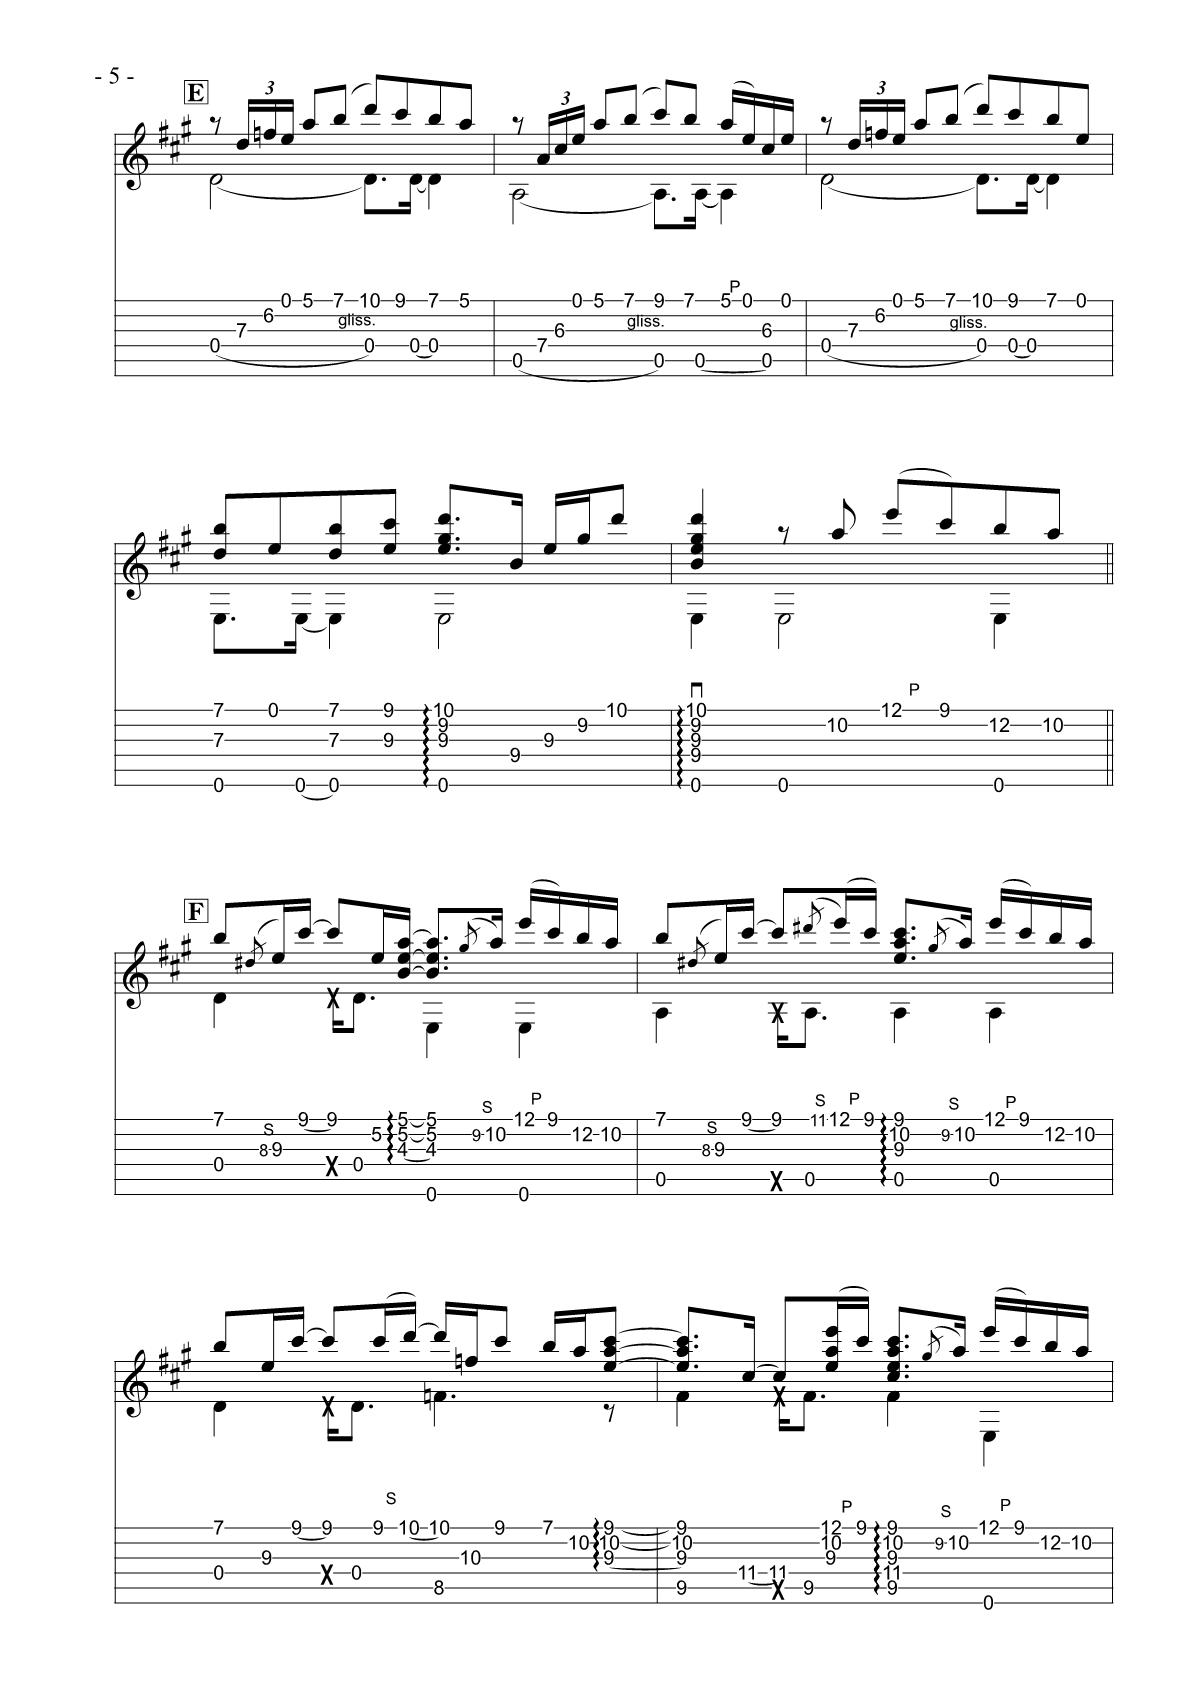 - 5 -
E 3 3 3
P
0 5 7 10 9 7 5 0 5 7 9 7 5 0 0 0 5 7 10 9 7 0
6 gliss. gliss. 6 gliss.
7 6 6 7
0 0 0 0 7 0 0 0 0
0 0 0 0
P
7 0 7 9 10 10 10 12 9
9 9 9 10 12 10
7 7 9 9 9 9
9 9
0 0 0 0 0 0 0
F
S P S P S P
7 9 9 5 5 12 9 7 9 9 11 12 9 9 12 9
S 5 5 5 9 10 12 10 S 10 9 10 12 10
8 9 4 4 8 9 9
0 X 0
0 X 0 0 0
0 0
S P S P
7 9 9 9 10 10 9 7 9 9 12 9 9 12 9
10 10 10 10 9 10 12 10
9 10 9 9 9 9
0 X 0 11 11 11
8 9 X 9 9
0